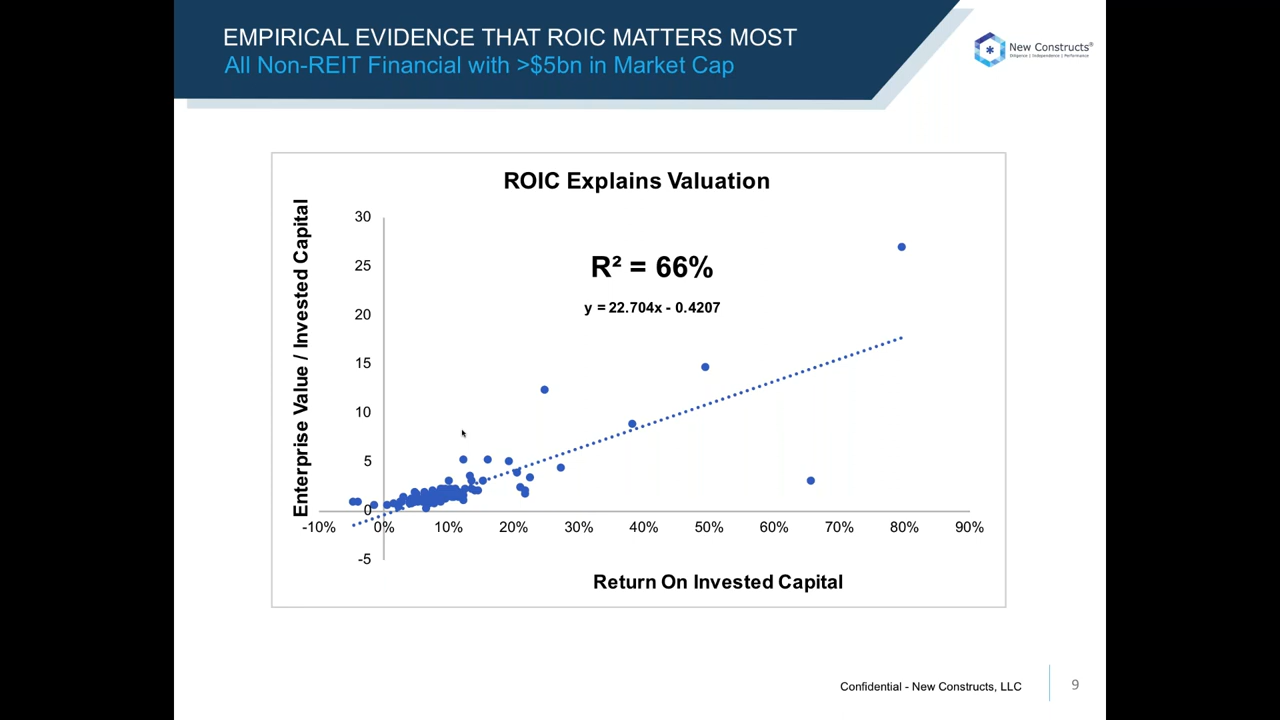 EMPIRICAL EVIDENCE THAT ROIC MATTERS MOST
All Non-REIT Financial with >$5bn in Market Cap
New Constructs®
Diligence | Independence | Performance
ROIC Explains Valuation
Enterprise Value / Invested Capital
30
25
20
15
10
5
0
-5
R² = 66%
y = 22.704x - 0.4207
-10% 0% 10% 20% 30% 40% 50% 60% 70% 80% 90%
Return On Invested Capital
Confidential - New Constructs, LLC
9